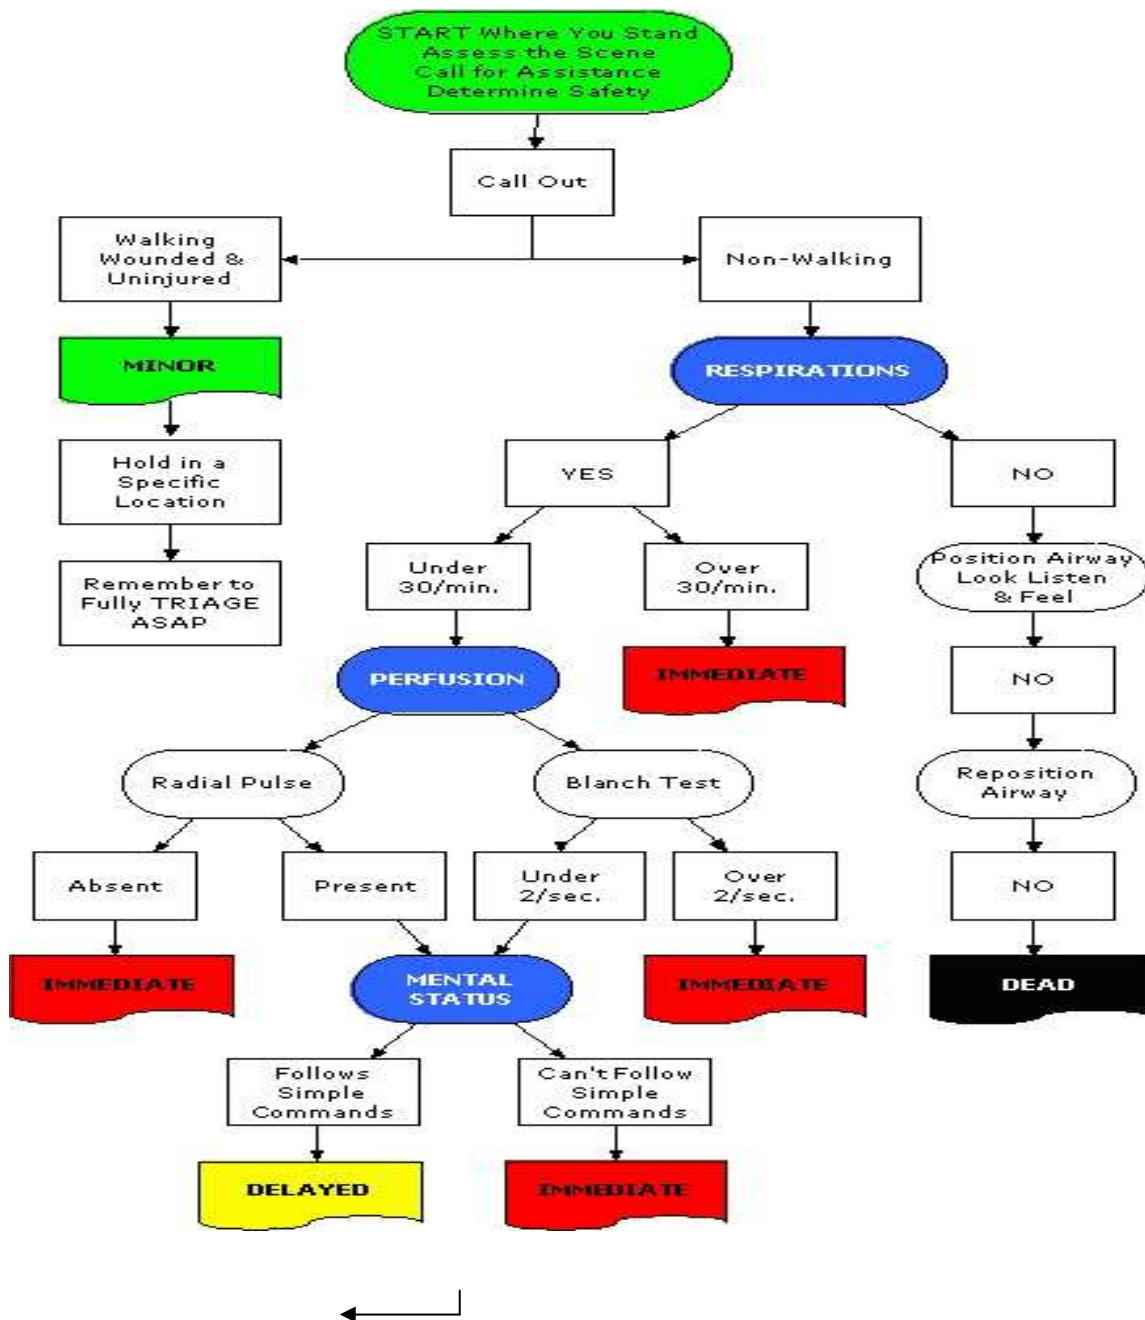 START Where You Stand
Assess the Scene
Call for Assistance
Determine Safety
Call Out
Walking
Wounded &
Uninjured
Non-Walking
MINOR
RESPIRATIONS
Hold in a
Specific
Location
YES
NO
Remember to
Fully TRIAGE
ASAP
Under
30/min.
Over
30/min.
Position Airway
Look Listen
& Feel
PERFUSION
IMMEDIATE
NO
Radial Pulse
Blanch Test
Reposition
Airway
Absent
Present
Under
2/sec.
Over
2/sec.
NO
IMMEDIATE
MENTAL
STATUS
IMMEDIATE
DEAD
Follows
Simple
Commands
Can't Follow
Simple
Commands
DELAYED
IMMEDIATE